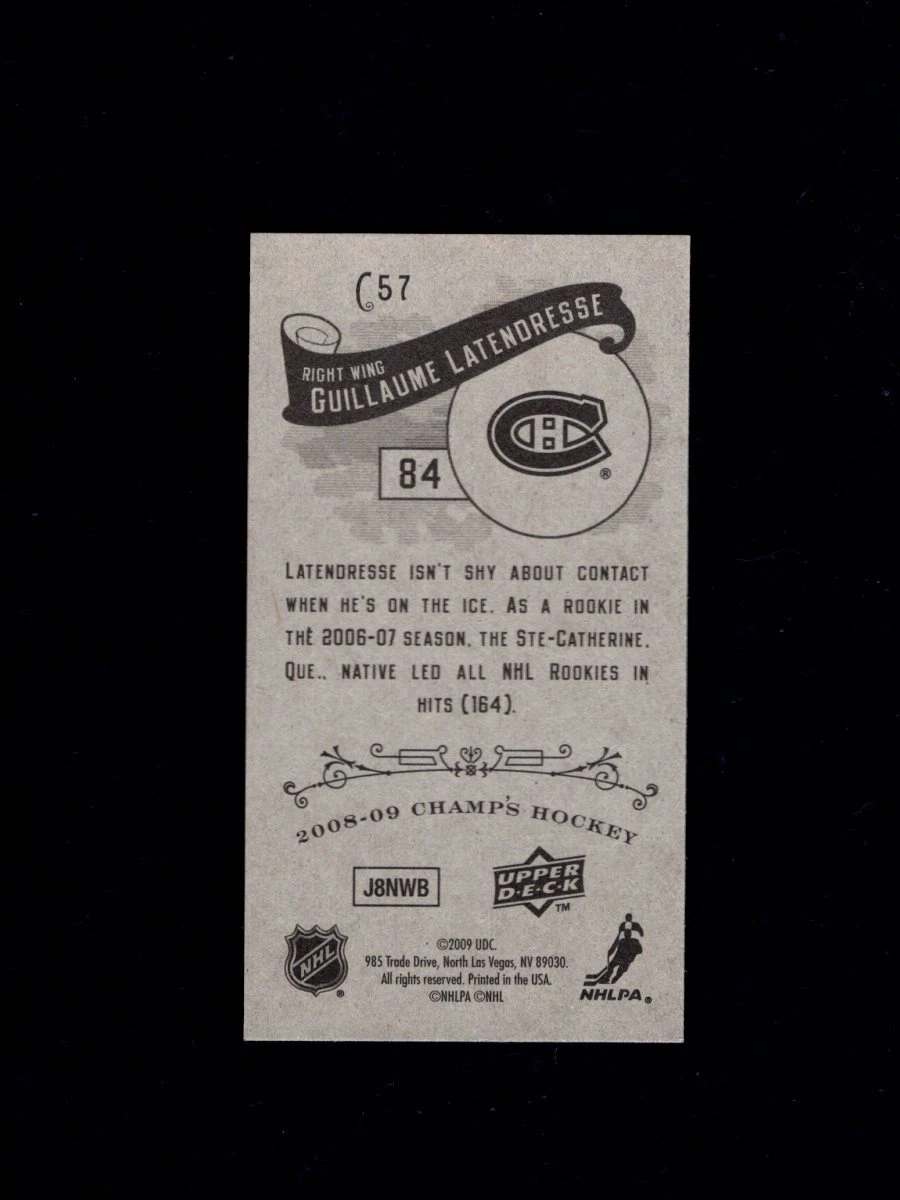 C57
RIGHT WING
GUILLAUME LATENDRESSE
84
®
LATENDRESSE ISN'T SHY ABOUT CONTACT
WHEN HE'S ON THE ICE. AS A ROOKIE IN
THE 2006-07 SEASON, THE STE-CATHERINE,
QUE., NATIVE LED ALL NHL ROOKIES IN
HITS (164).
2008-09 CHAMP'S HOCKEY
J8NWB
UPPER
D·E·C·K
TM
NHL
®
©2009 UDC.
985 Trade Drive, North Las Vegas, NV 89030.
All rights reserved. Printed in the USA.
©NHLPA ©NHL
NHLPA®